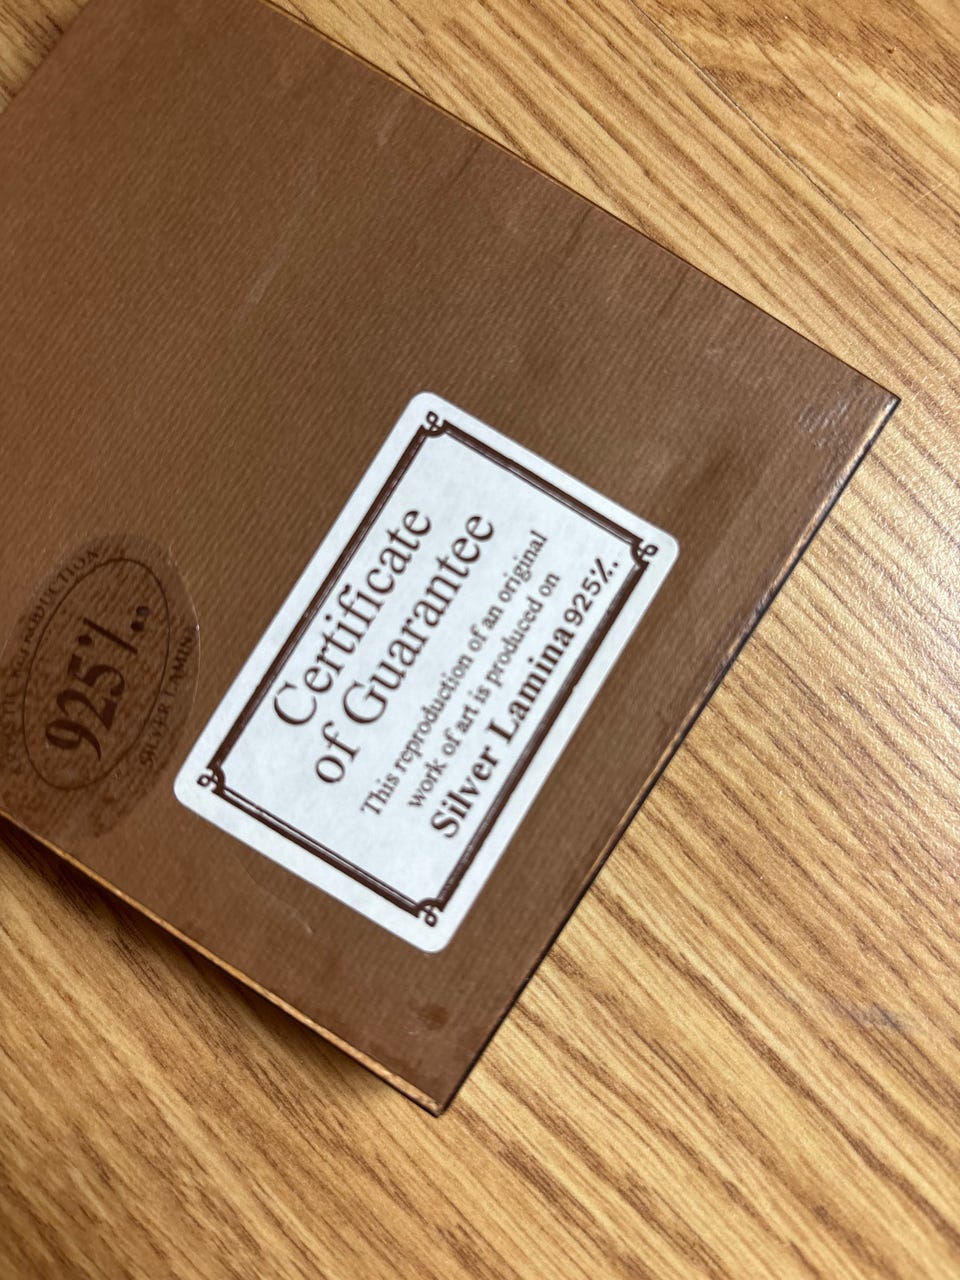 Certificate
of Guarantee
This reproduction of an original
work of art is produced on
Silver Lamina 925‰.
925‰
SILVER LAMIN